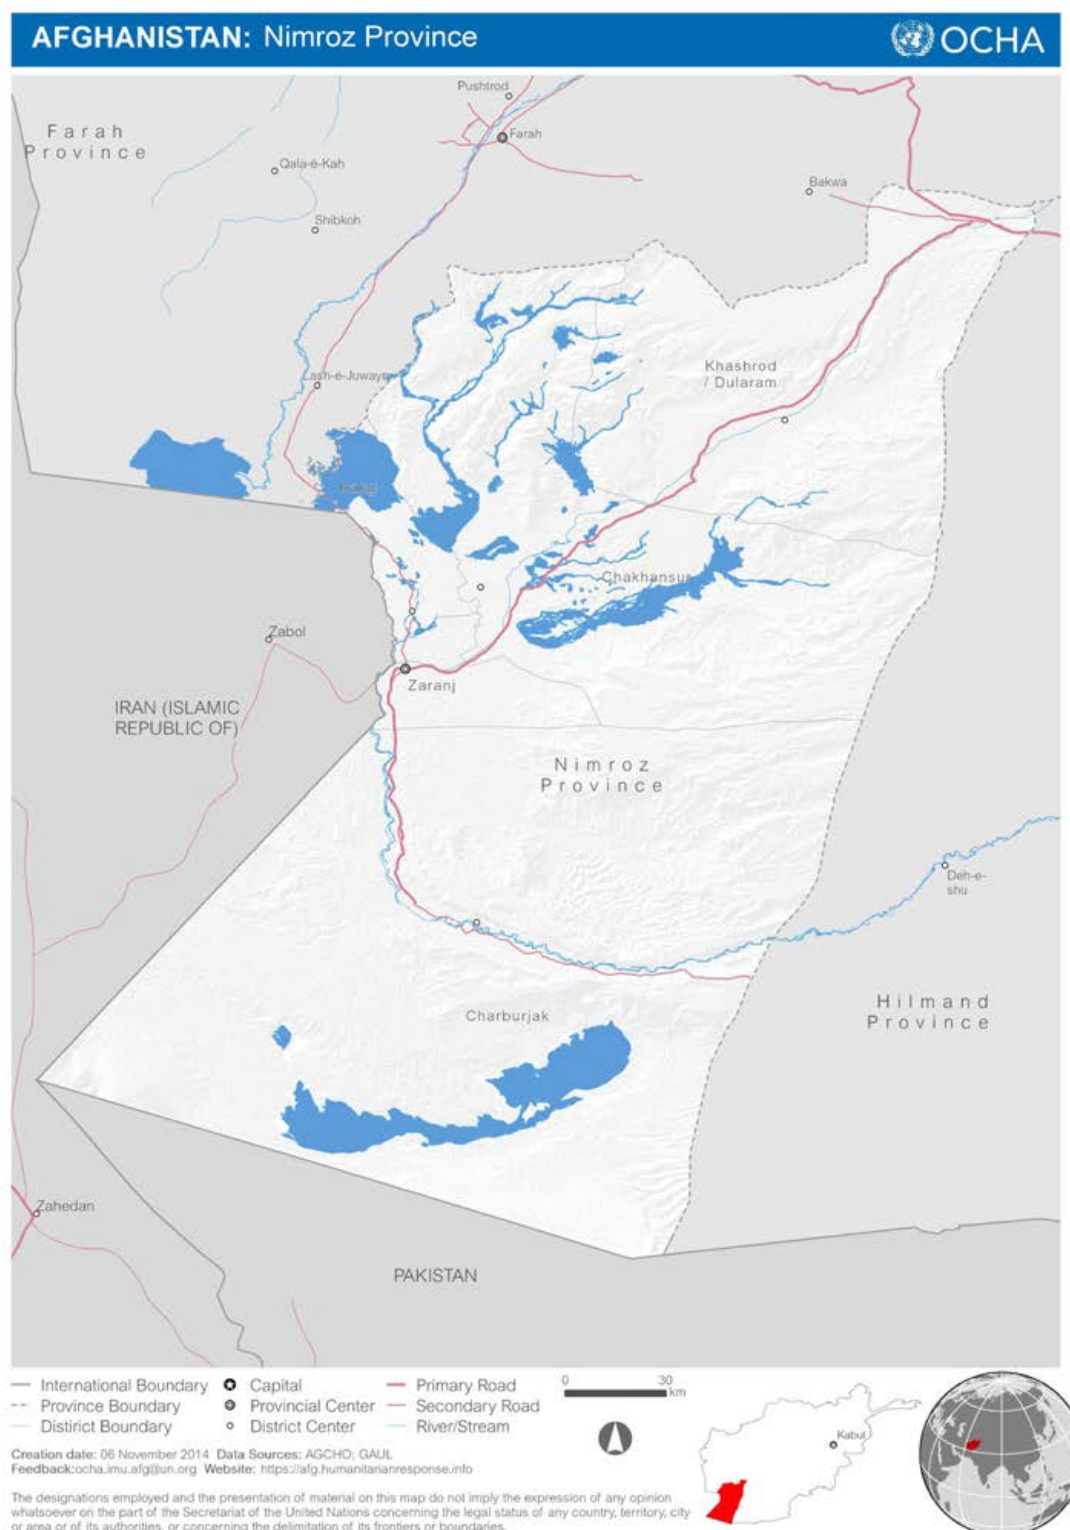 AFGHANISTAN: Nimroz Province
OCHA
Pushtrod
Farah
Province
Farah
Qala-e-Kah
Bakwa
Shibkoh
Khashrod
/ Dularam
Lash-e-Juwayn
Chakhansur
Zabol
Zaranj
IRAN (ISLAMIC
REPUBLIC OF)
Nimroz
Province
Deh-e-
shu
Hilmand
Province
Charburjak
Zahedan
PAKISTAN
International Boundary
Province Boundary
Distirict Boundary
Capital
Provincial Center
District Center
Primary Road
Secondary Road
River/Stream
0 30
km
Kabul
Creation date: 06 November 2014 Data Sources: AGCHO; GAUL
Feedback:ocha.imu.afg@un.org Website: https://afg.humanitarianresponse.info
The designations employed and the presentation of material on this map do not imply the expression of any opinion
whatsoever on the part of the Secretariat of the United Nations concerning the legal status of any country, territory, city
or area or of its authorities, or concerning the delimitation of its frontiers or boundaries.